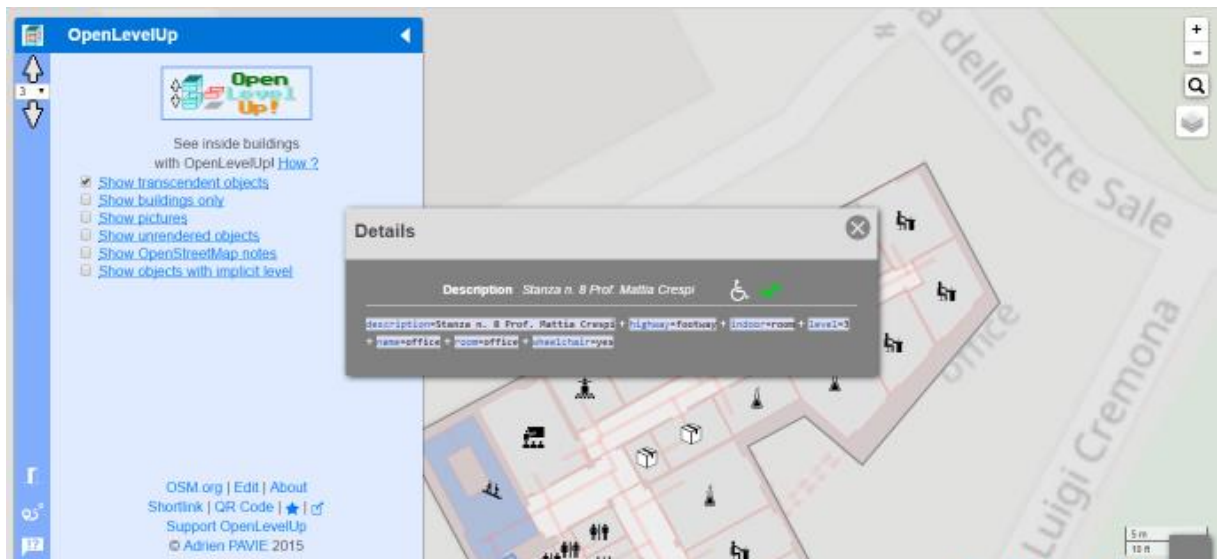 OpenLevelUp
3
Open
Level
Up!
See inside buildings
with OpenLevelUp! How ?
Show transcendent objects
Show buildings only
Show pictures
Show unrendered objects
Show OpenStreetMap notes
Show objects with implicit level
OSM.org | Edit | About
Shortlink | QR Code |
Support OpenLevelUp
© Adrien PAVIE 2015
Details
Description Stanza n. 8 Prof. Mattia Crespi
description=Stanza n. 8 Prof. Mattia Crespi + highway=footway + indoor=room + level=3
+ name=office + room=office + wheelchair=yes
delle Sette Sale
office
Luigi Cremona
+
-
5 m
10 ft